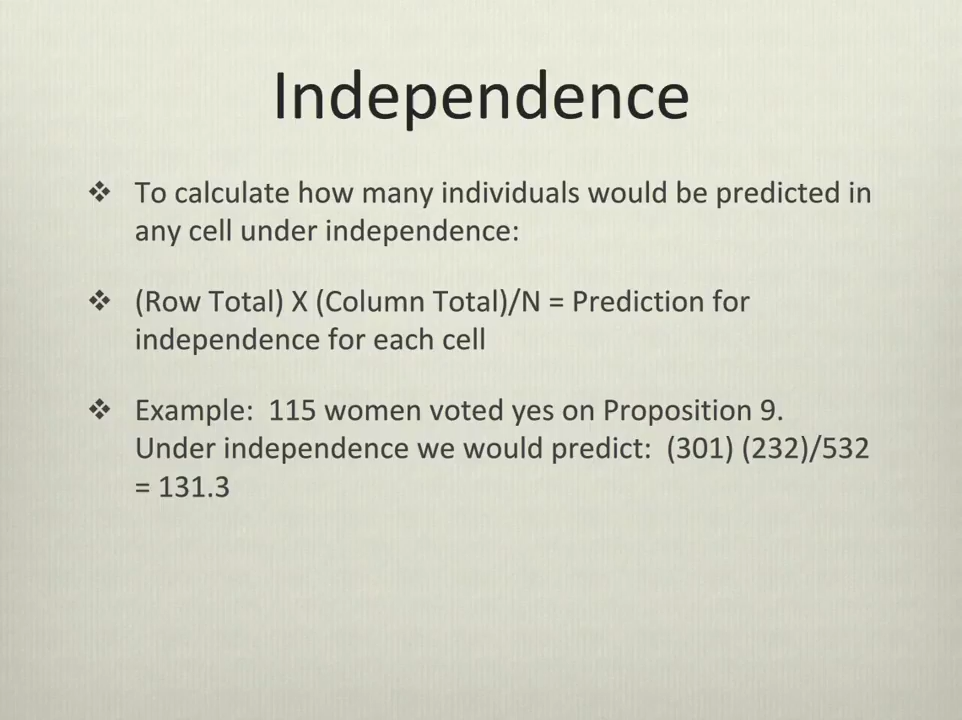 Independence
❖ To calculate how many individuals would be predicted in
any cell under independence:
❖ (Row Total) X (Column Total)/N = Prediction for
independence for each cell
❖ Example:  115 women voted yes on Proposition 9.
Under independence we would predict:  (301) (232)/532
= 131.3